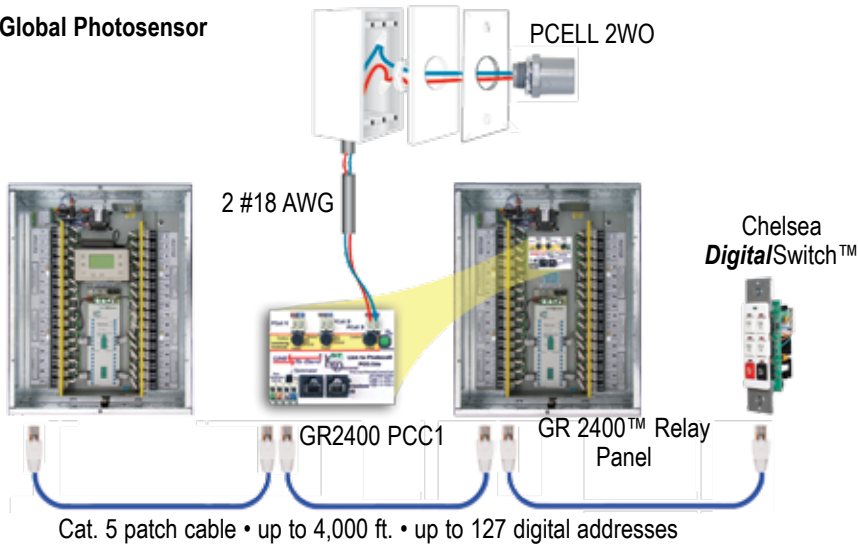 Global Photosensor
PCELL 2WO
2 #18 AWG
Chelsea
DigitalSwitch™
GR2400 PCC1
GR 2400™ Relay
Panel
Cat. 5 patch cable • up to 4,000 ft. • up to 127 digital addresses